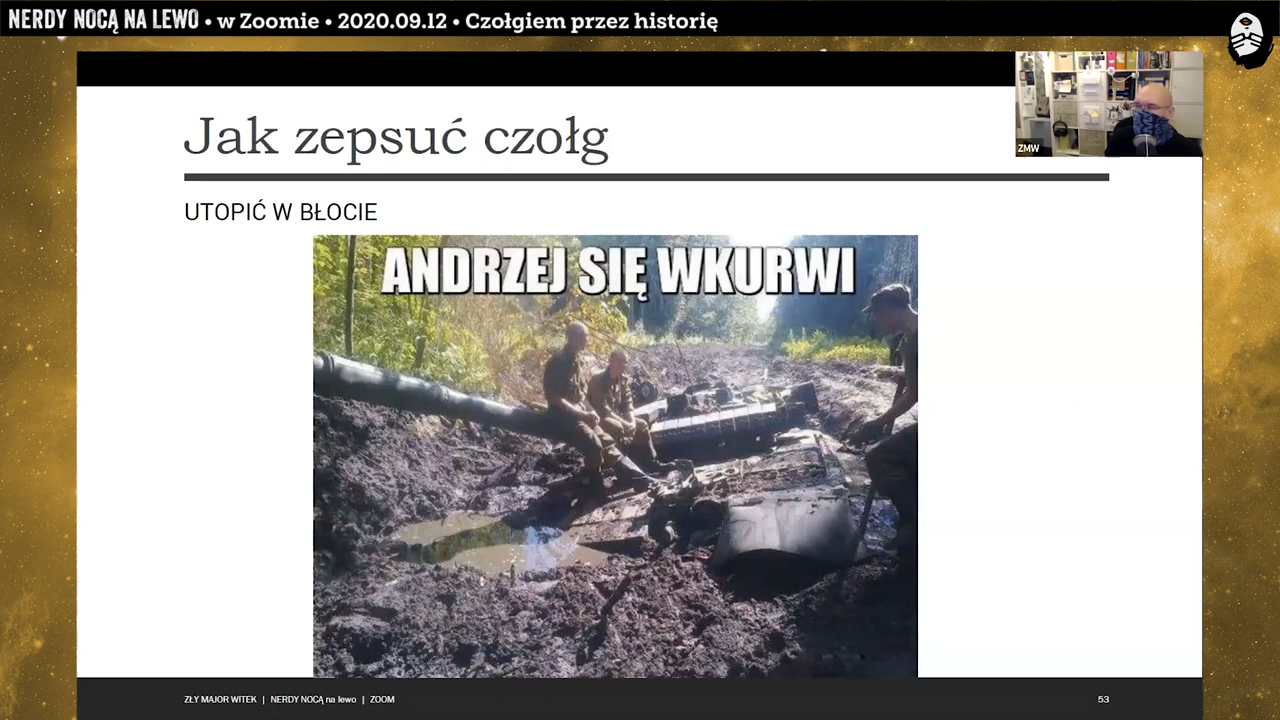 NERDY NOCĄ NA LEWO • w Zoomie • 2020.09.12 • Czołgiem przez historię
ZMW
Jak zepsuć czołg
UTOPIĆ W BŁOCIE
ANDRZEJ SIĘ WKURWI
ZŁY MAJOR WITEK | NERDY NOCĄ na lewo | ZOOM 53